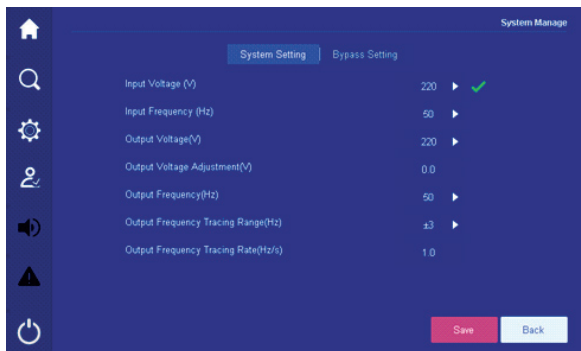 System Manage
System Setting Bypass Setting
Input Voltage (V) 220
Input Frequency (Hz) 50
Output Voltage(V) 220
Output Voltage Adjustment(V) 0.0
Output Frequency(Hz) 50
Output Frequency Tracing Range(Hz) ±3
Output Frequency Tracing Rate(Hz/s) 1.0
Save Back